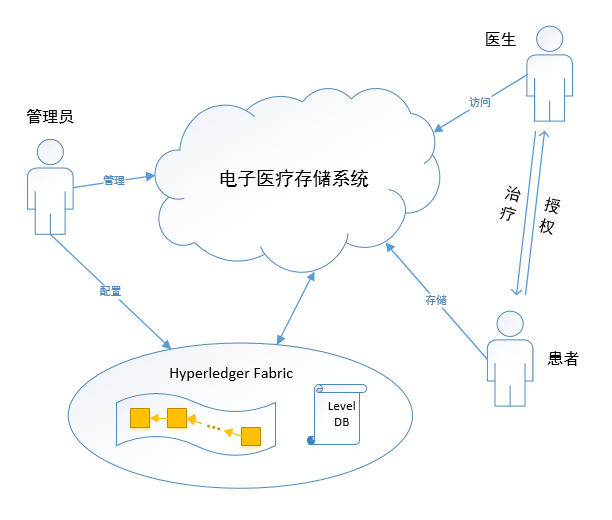 医生
访问
管理员
管理
电子医疗存储系统
治疗
授权
配置
存储
患者
Hyperledger Fabric
Level
DB